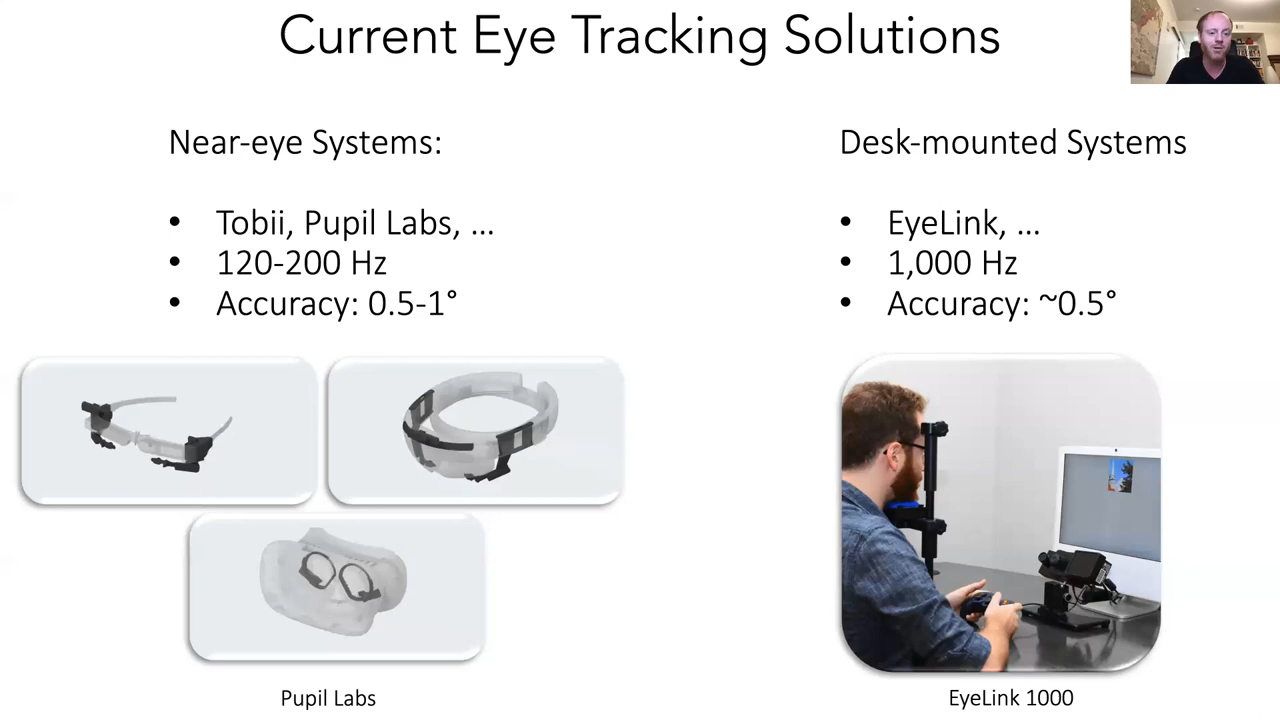 Current Eye Tracking Solutions
Near-eye Systems:
• Tobii, Pupil Labs, ...
• 120-200 Hz
• Accuracy: 0.5-1°
Pupil Labs
Desk-mounted Systems
• EyeLink, ...
• 1,000 Hz
• Accuracy: ~0.5°
EyeLink 1000